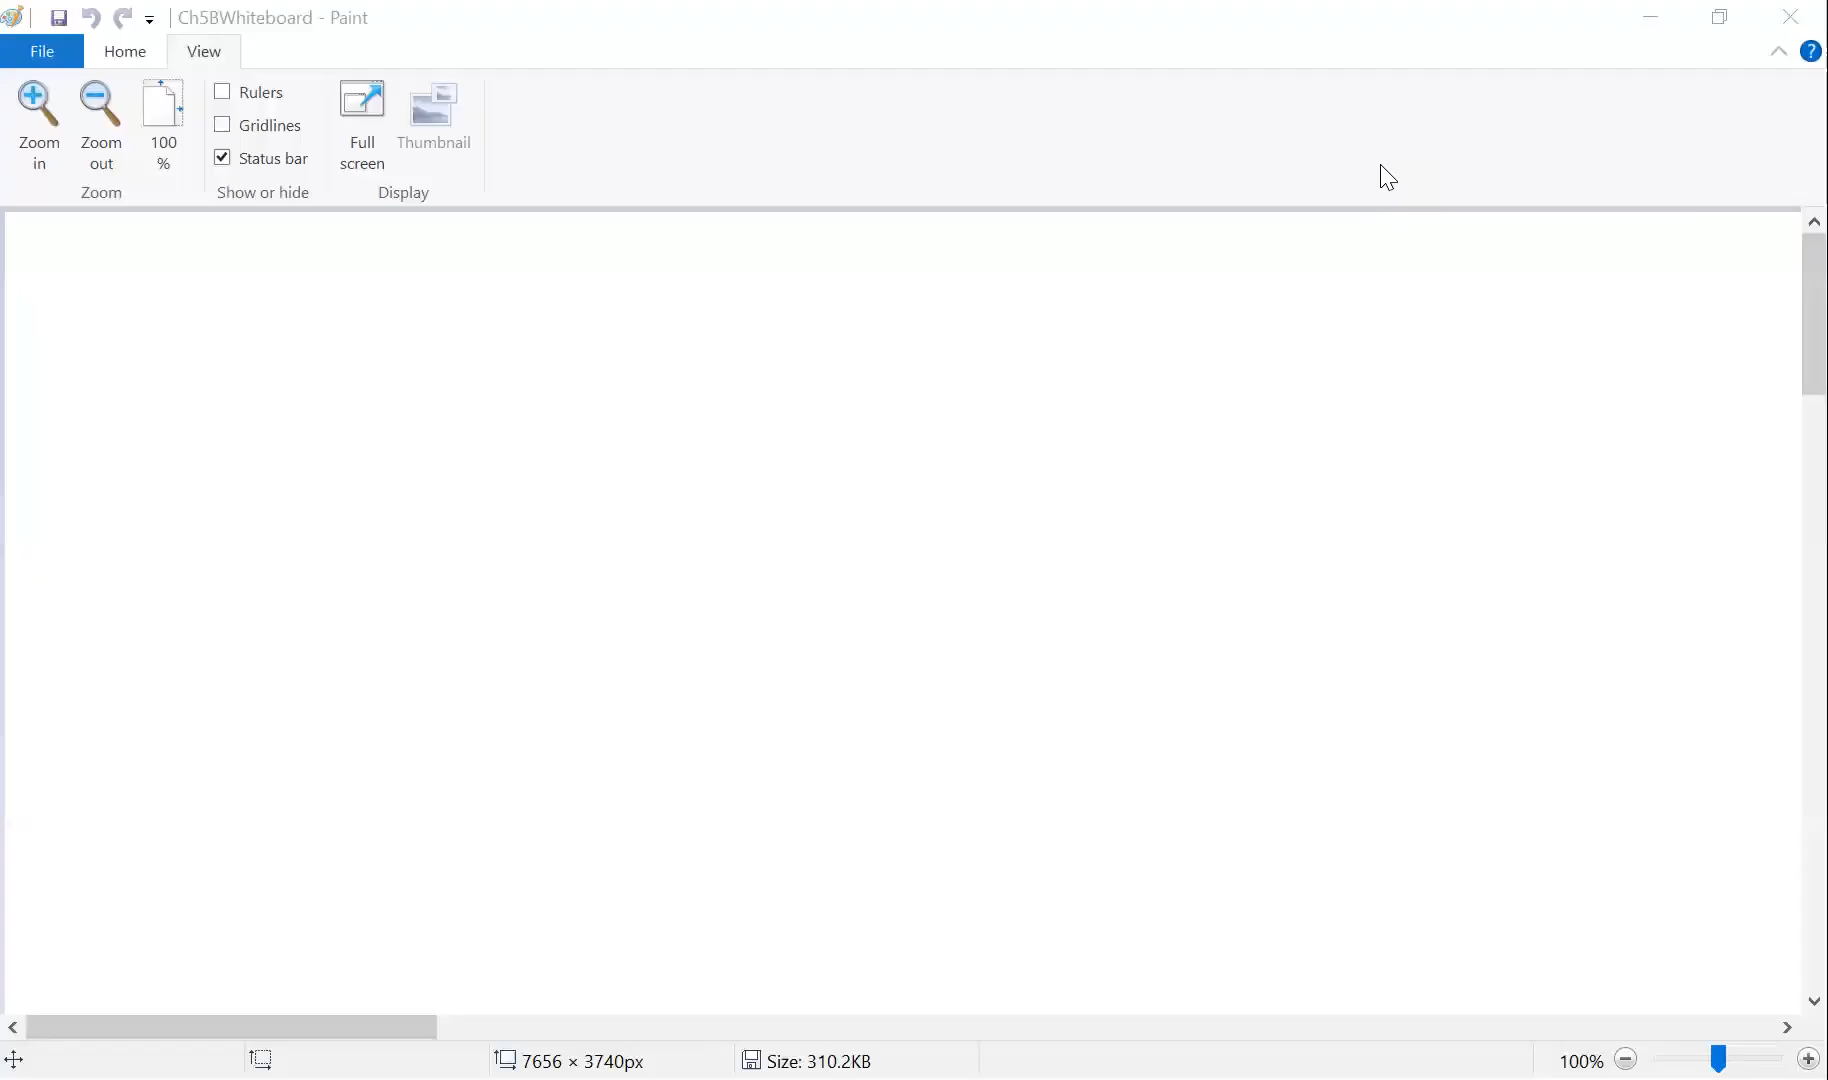 Ch5BWhiteboard - Paint
File Home View
Zoom in
Zoom out
100 %
Zoom
Rulers
Gridlines
Status bar
Show or hide
Full screen
Thumbnail
Display
7656 × 3740px
Size: 310.2KB
100%